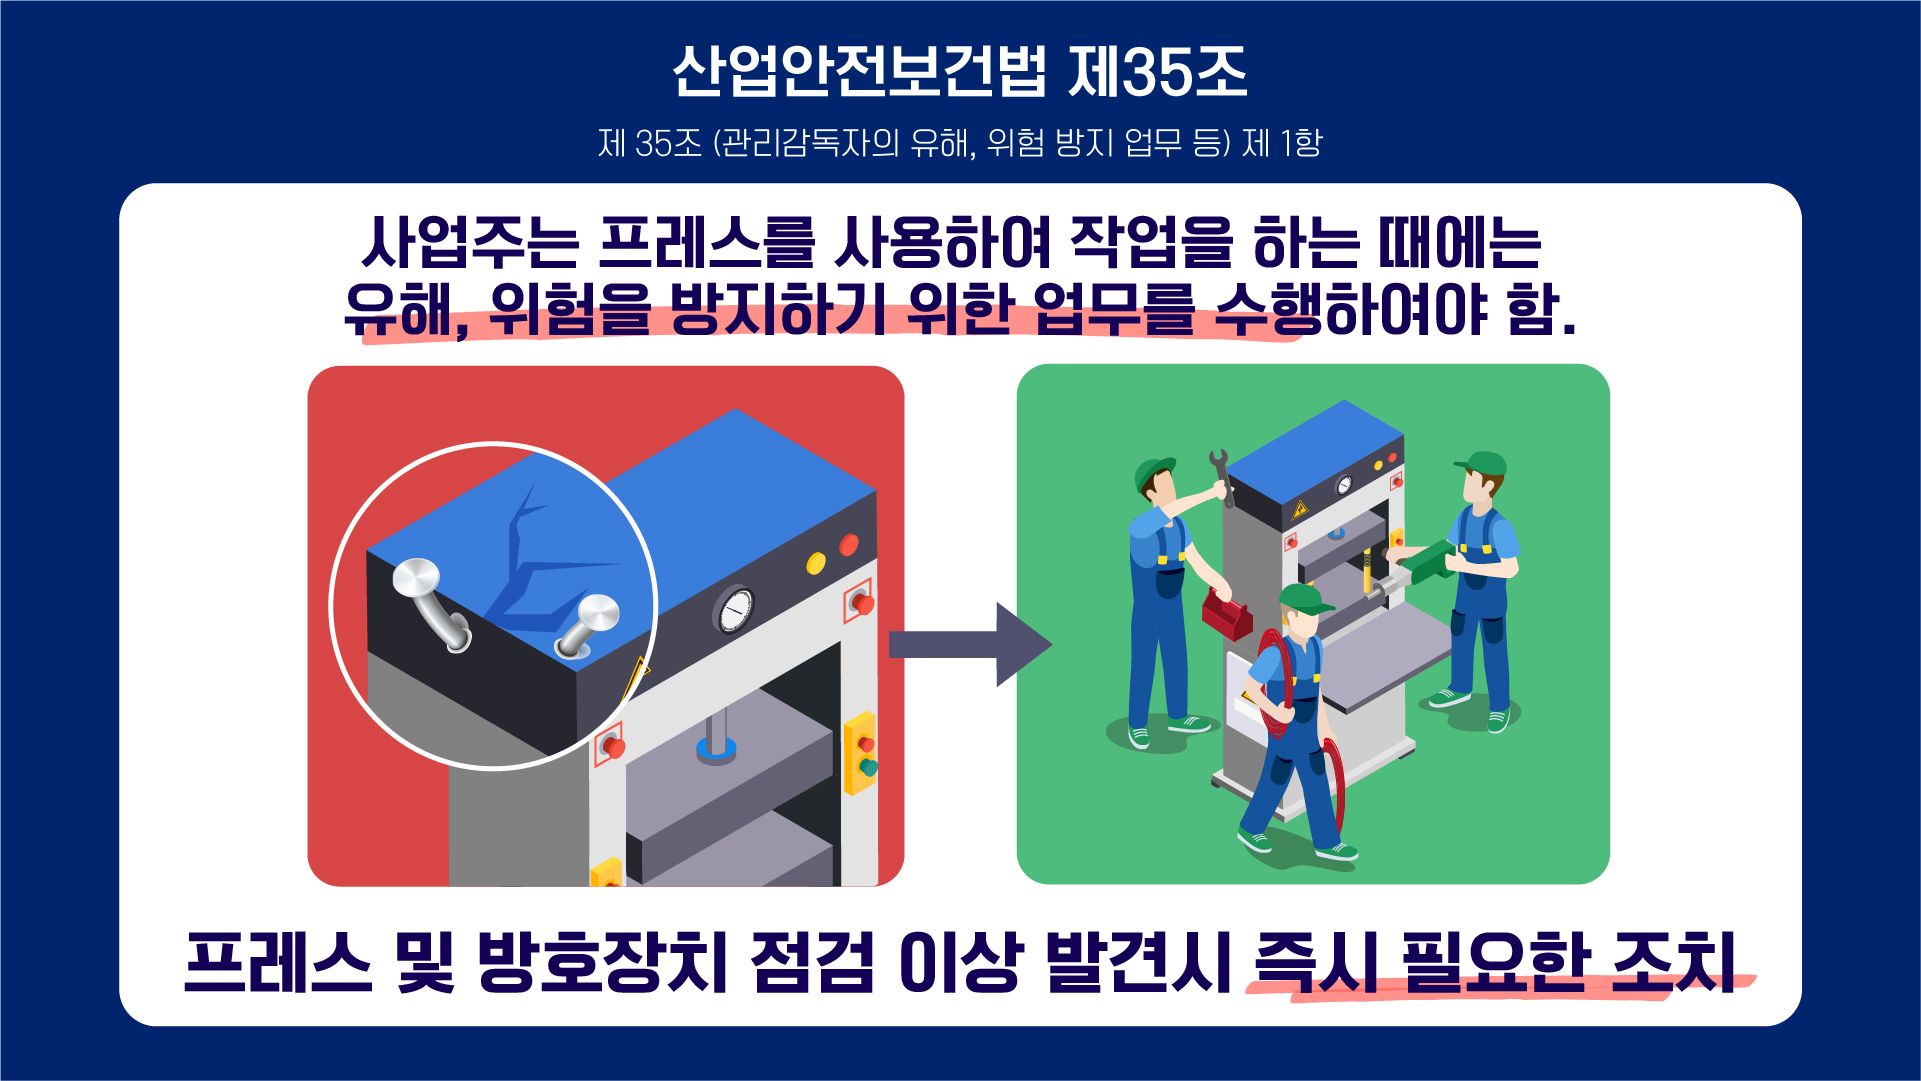 산업안전보건법 제35조
제 35조 (관리감독자의 유해, 위험 방지 업무 등) 제 1항
사업주는 프레스를 사용하여 작업을 하는 때에는
유해, 위험을 방지하기 위한 업무를 수행하여야 함.
프레스 및 방호장치 점검 이상 발견시 즉시 필요한 조치